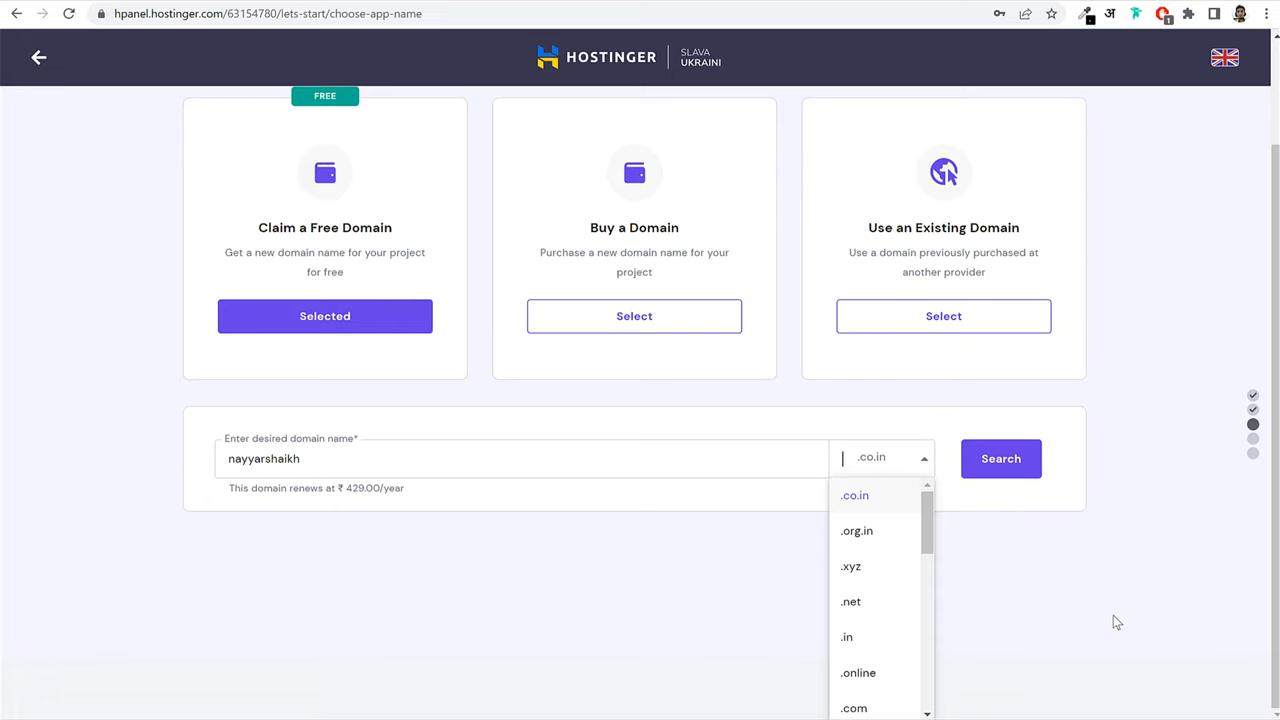 hpanel.hostinger.com/63154780/lets-start/choose-app-name
अ
1
HOSTINGER
SLAVA
UKRAINI
FREE
Claim a Free Domain
Get a new domain name for your project
for free
Selected
Buy a Domain
Purchase a new domain name for your
project
Select
Use an Existing Domain
Use a domain previously purchased at
another provider
Select
Enter desired domain name*
nayyarshaikh
.co.in
Search
This domain renews at ₹ 429.00/year
.co.in
.org.in
.xyz
.net
.in
.online
.com